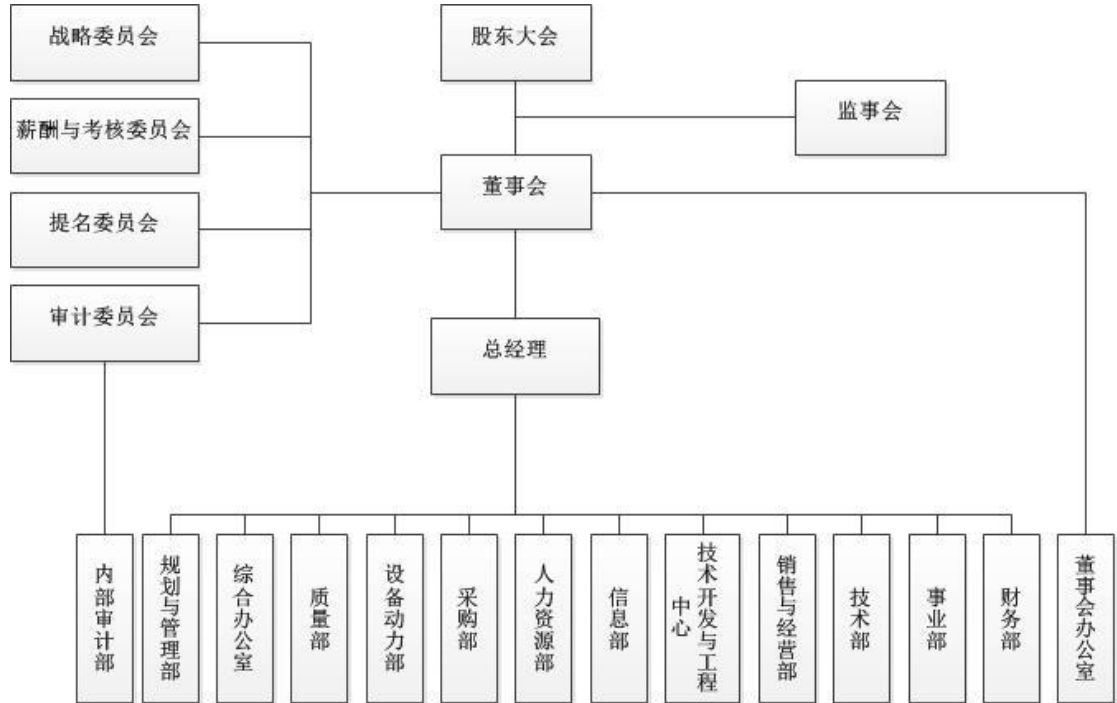 战略委员会
股东大会
薪酬与考核委员会
监事会
董事会
提名委员会
审计委员会
总经理
内部审计部
规划与管理部
综合办公室
质量部
设备动力部
采购部
人力资源部
信息部
技术开发与工程
中心
销售与经营部
技术部
事业部
财务部
董事会办公室